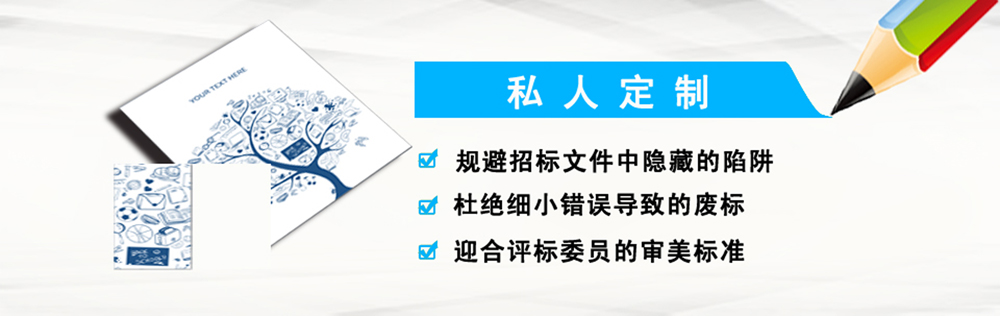 YOUR TEXT HERE
私人定制
规避招标文件中隐藏的陷阱
杜绝细小错误导致的废标
迎合评标委员的审美标准